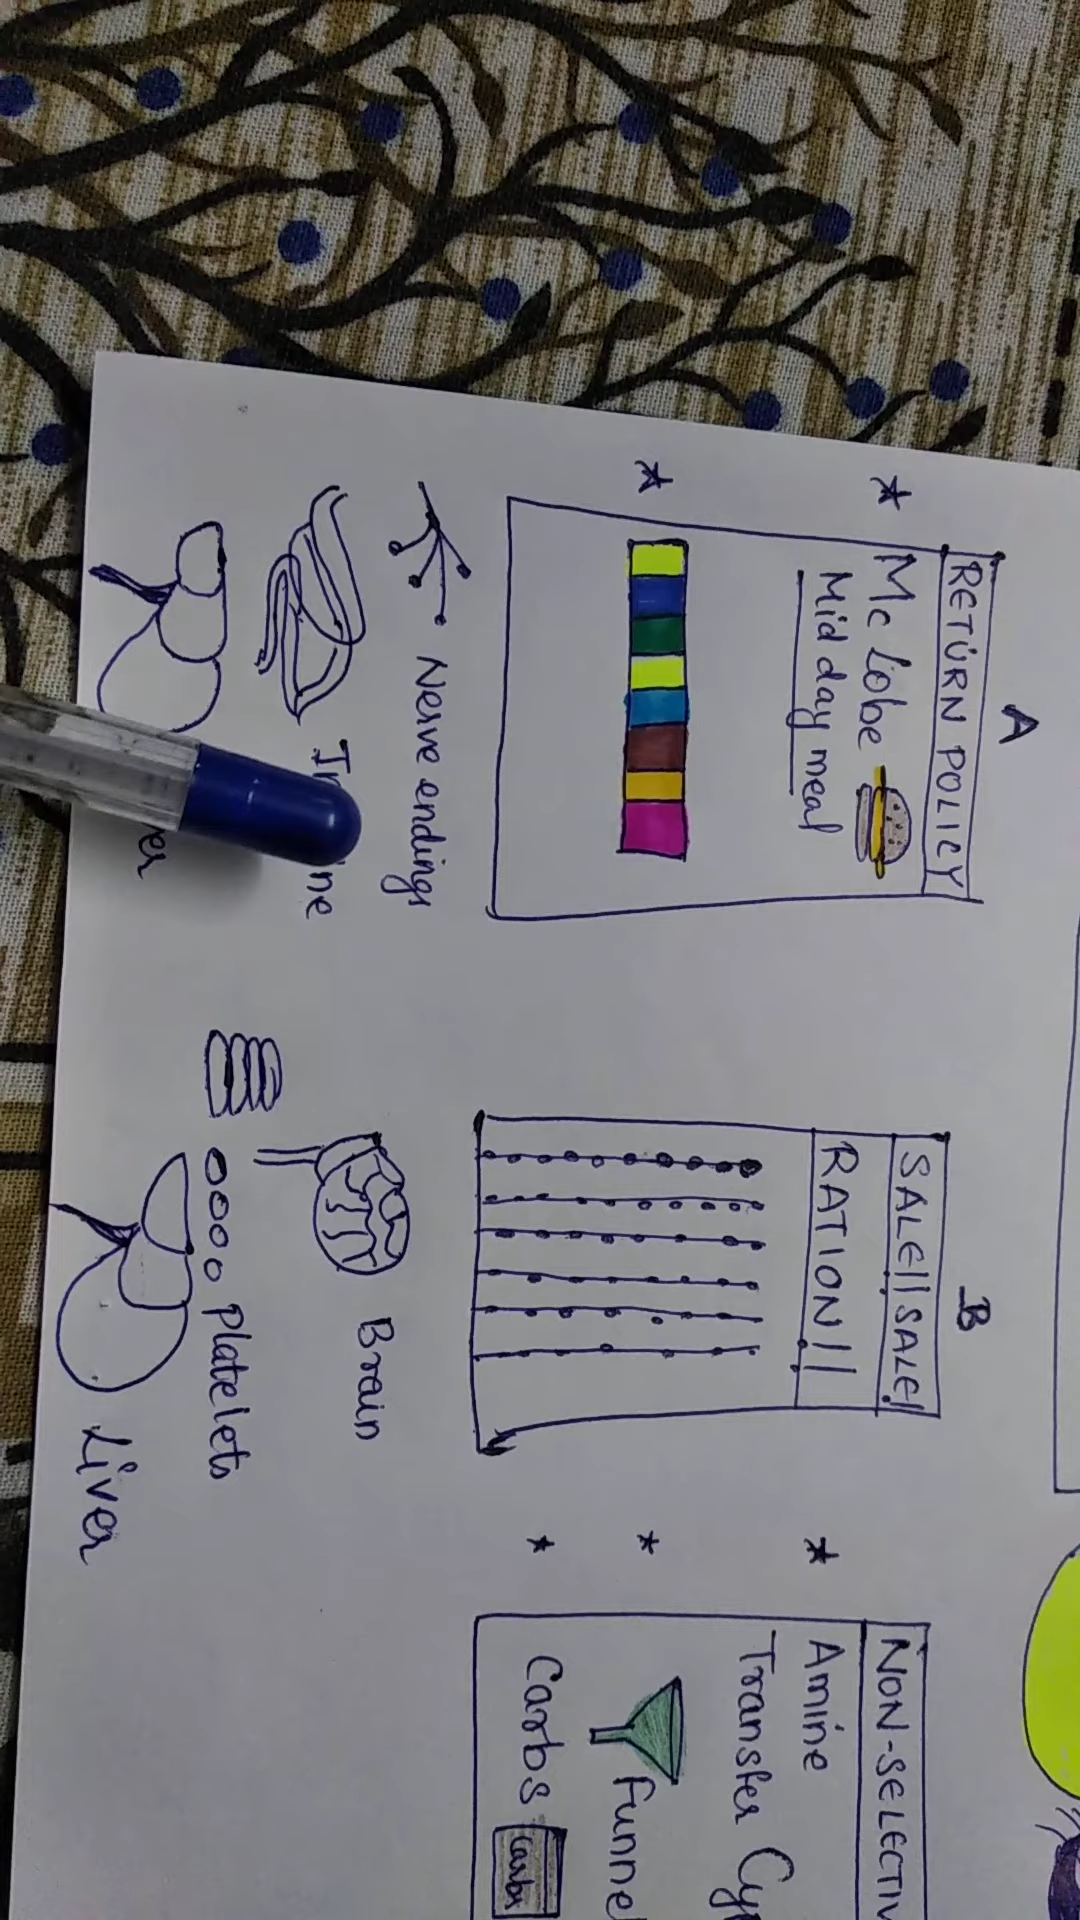 A
RETURN POLICY
Mc Lobe
Mid day meal
Nerve endings
B
SALE!! SALE!
RATION!!
Brain
Platelets
Liver
NON-SELECTIV
Amine
Transfer Cy
Funne
Carbs
Carbs